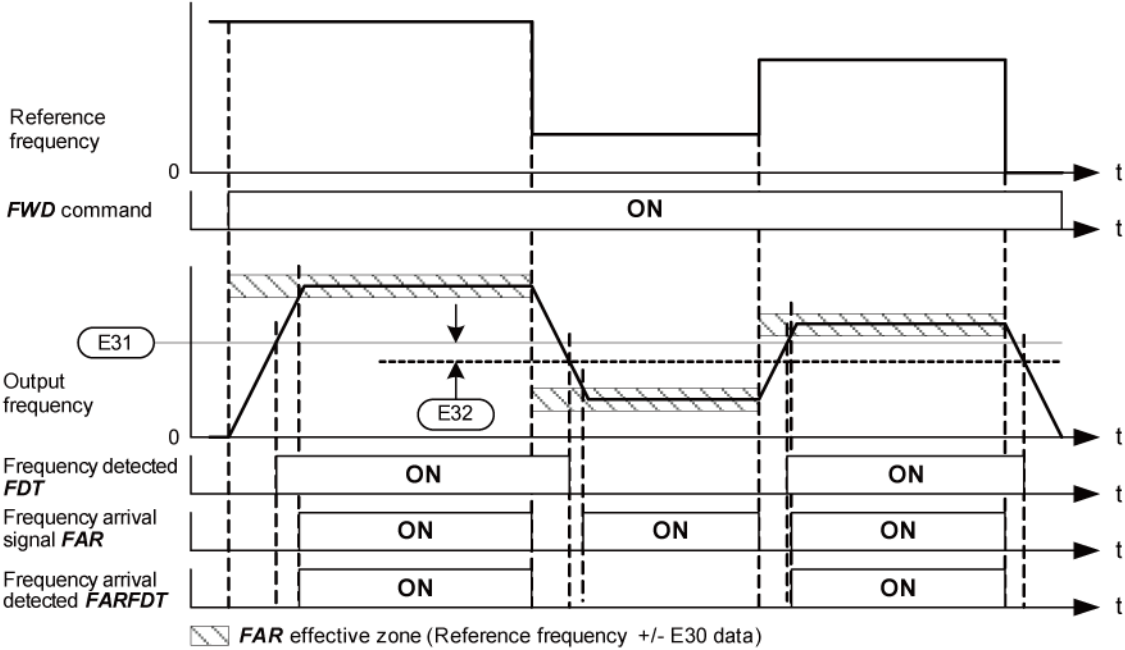 Reference
frequency
0
t
FWD command
ON
t
E31
E32
Output
frequency
0
t
Frequency detected
FDT
ON
ON
t
Frequency arrival
signal FAR
ON
ON
ON
t
Frequency arrival
detected FARFDT
ON
ON
t
FAR effective zone (Reference frequency +/- E30 data)